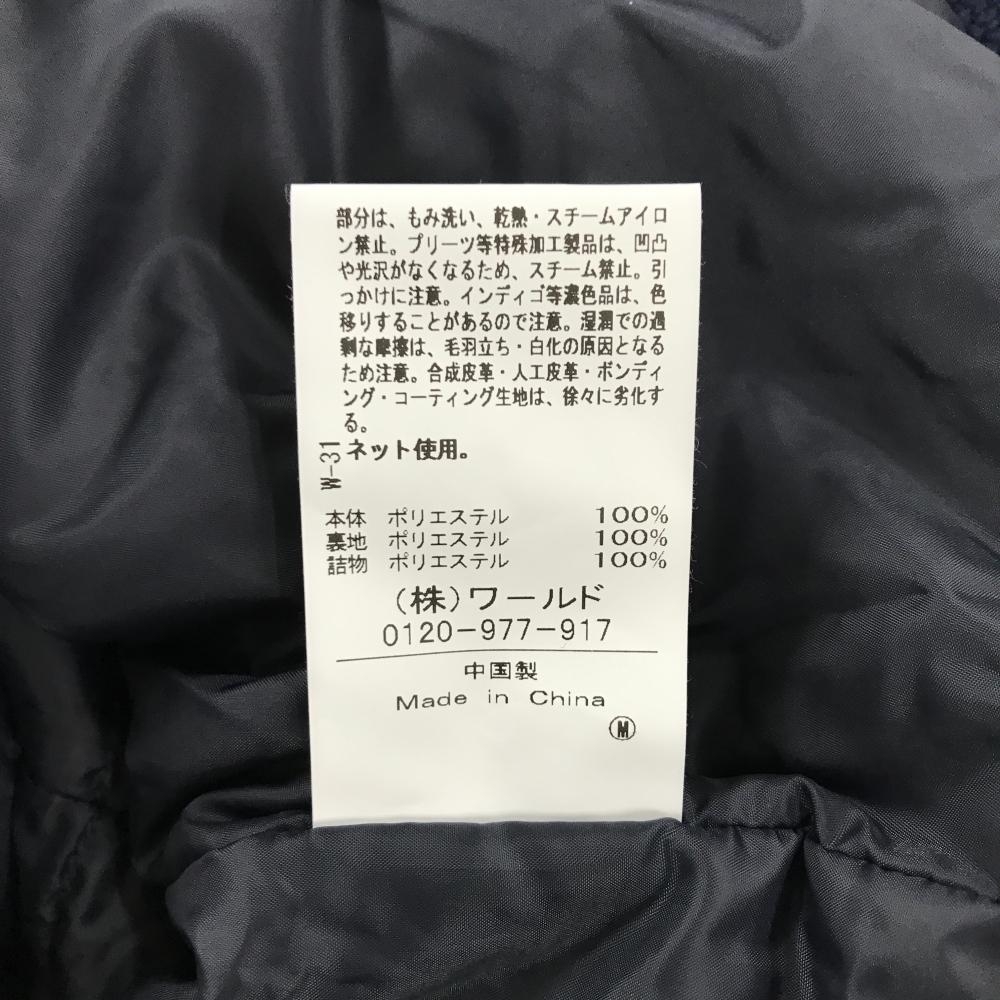 部分は、もみ洗い、乾熱・スチームアイロ
ン禁止。プリーツ等特殊加工製品は、凹凸
や光沢がなくなるため、スチーム禁止。引
っかけに注意。インディゴ等濃色品は、色
移りすることがあるので注意。湿潤での過
剰な摩擦は、毛羽立ち・白化の原因となる
ため注意。合成皮革・人工皮革・ボンディ
ング・コーティング生地は、徐々に劣化す
る。
ネット使用。
W-31
本体 ポリエステル 100%
裏地 ポリエステル 100%
詰物 ポリエステル 100%
(株)ワールド
0120-977-917
中国製
Made in China
M